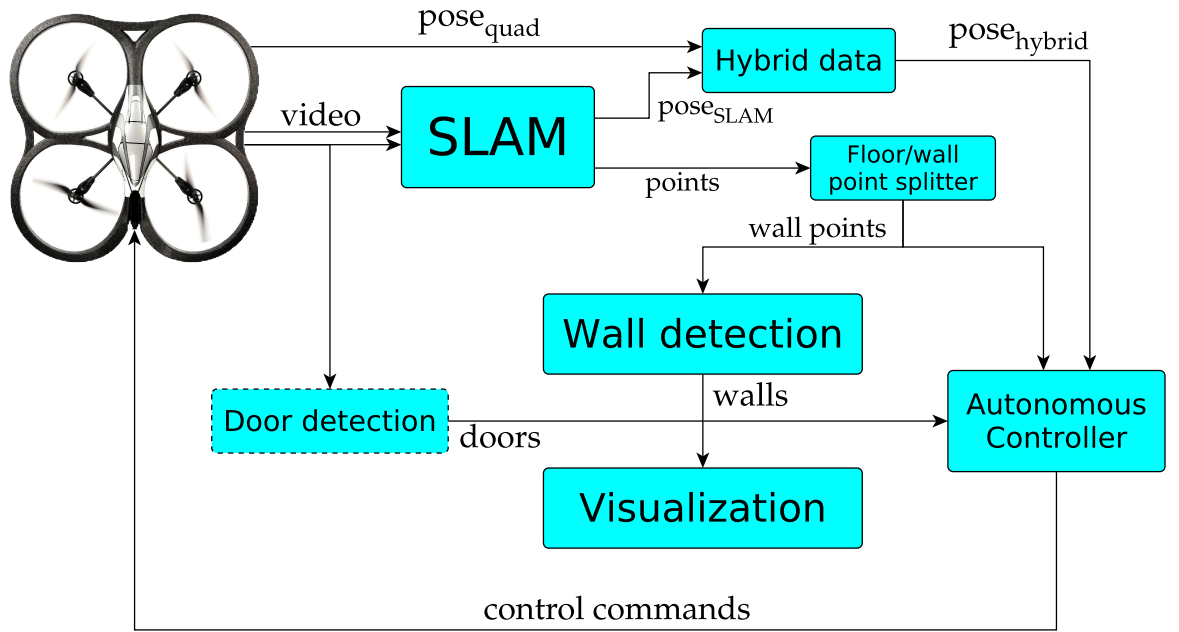 pose_quad
pose_hybrid
Hybrid data
video
SLAM
pose_SLAM
Floor/wall
point splitter
points
wall points
Wall detection
walls
Autonomous
Controller
Door detection
doors
Visualization
control commands